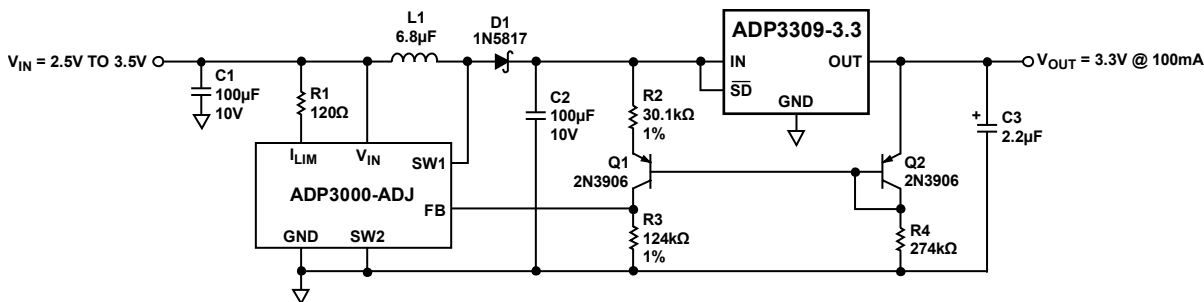 L1
6.8µF
D1
1N5817
ADP3309-3.3
V_IN = 2.5V TO 3.5V
IN
OUT
V_OUT = 3.3V @ 100mA
SD
GND
C1
100µF
10V
R1
120Ω
C2
100µF
10V
R2
30.1kΩ
1%
+
C3
2.2µF
I_LIM
V_IN
SW1
ADP3000-ADJ
FB
GND
SW2
Q1
2N3906
Q2
2N3906
R3
124kΩ
1%
R4
274kΩ